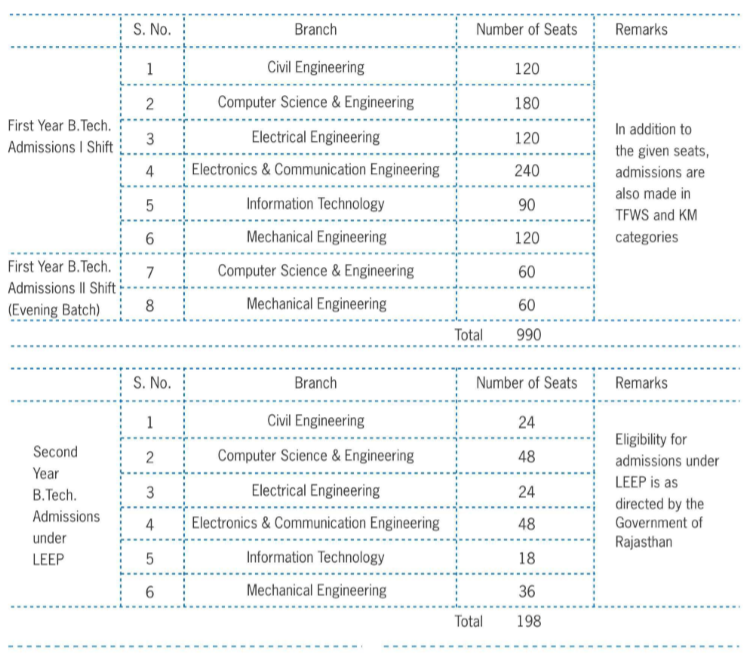 S. No. Branch Number of Seats Remarks
First Year B.Tech.
Admissions I Shift
1 Civil Engineering 120
2 Computer Science & Engineering 180
3 Electrical Engineering 120
4 Electronics & Communication Engineering 240
5 Information Technology 90
6 Mechanical Engineering 120
First Year B.Tech.
Admissions II Shift
(Evening Batch)
7 Computer Science & Engineering 60
8 Mechanical Engineering 60
In addition to
the given seats,
admissions are
also made in
TFWS and KM
categories
Total 990
S. No. Branch Number of Seats Remarks
Second
Year
B.Tech.
Admissions
under
LEEP
1 Civil Engineering 24
2 Computer Science & Engineering 48
3 Electrical Engineering 24
4 Electronics & Communication Engineering 48
5 Information Technology 18
6 Mechanical Engineering 36
Eligibility for
admissions under
LEEP is as
directed by the
Government of
Rajasthan
Total 198